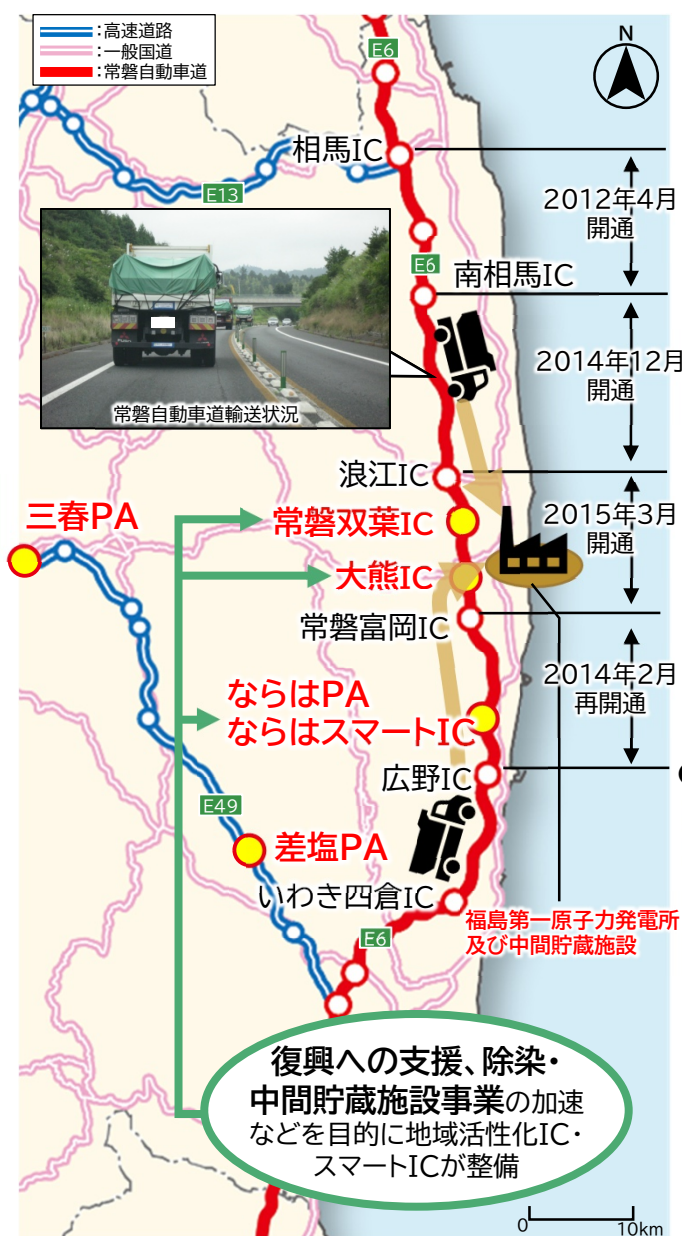 :高速道路
:一般国道
:常磐自動車道
E6
N
相馬IC
E13
2012年4月
開通
E6
南相馬IC
2014年12月
開通
常磐自動車道輸送状況
浪江IC
三春PA
常磐双葉IC
2015年3月
開通
大熊IC
常磐富岡IC
2014年2月
再開通
ならはPA
ならはスマートIC
広野IC
E49
差塩PA
いわき四倉IC
福島第一原子力発電所
及び中間貯蔵施設
E6
復興への支援、除染・
中間貯蔵施設事業の加速
などを目的に地域活性化IC・
スマートICが整備
0 10km